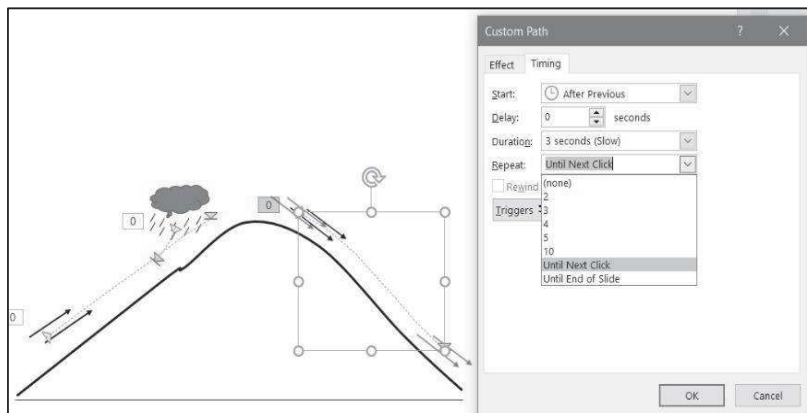 Custom Path ? ×
Effect Timing
Start: After Previous
Delay: 0 seconds
Duration: 3 seconds (Slow)
Repeat: Until Next Click
Rewind
Triggers
(none)
2
3
4
5
10
Until Next Click
Until End of Slide
OK Cancel
0
0
0